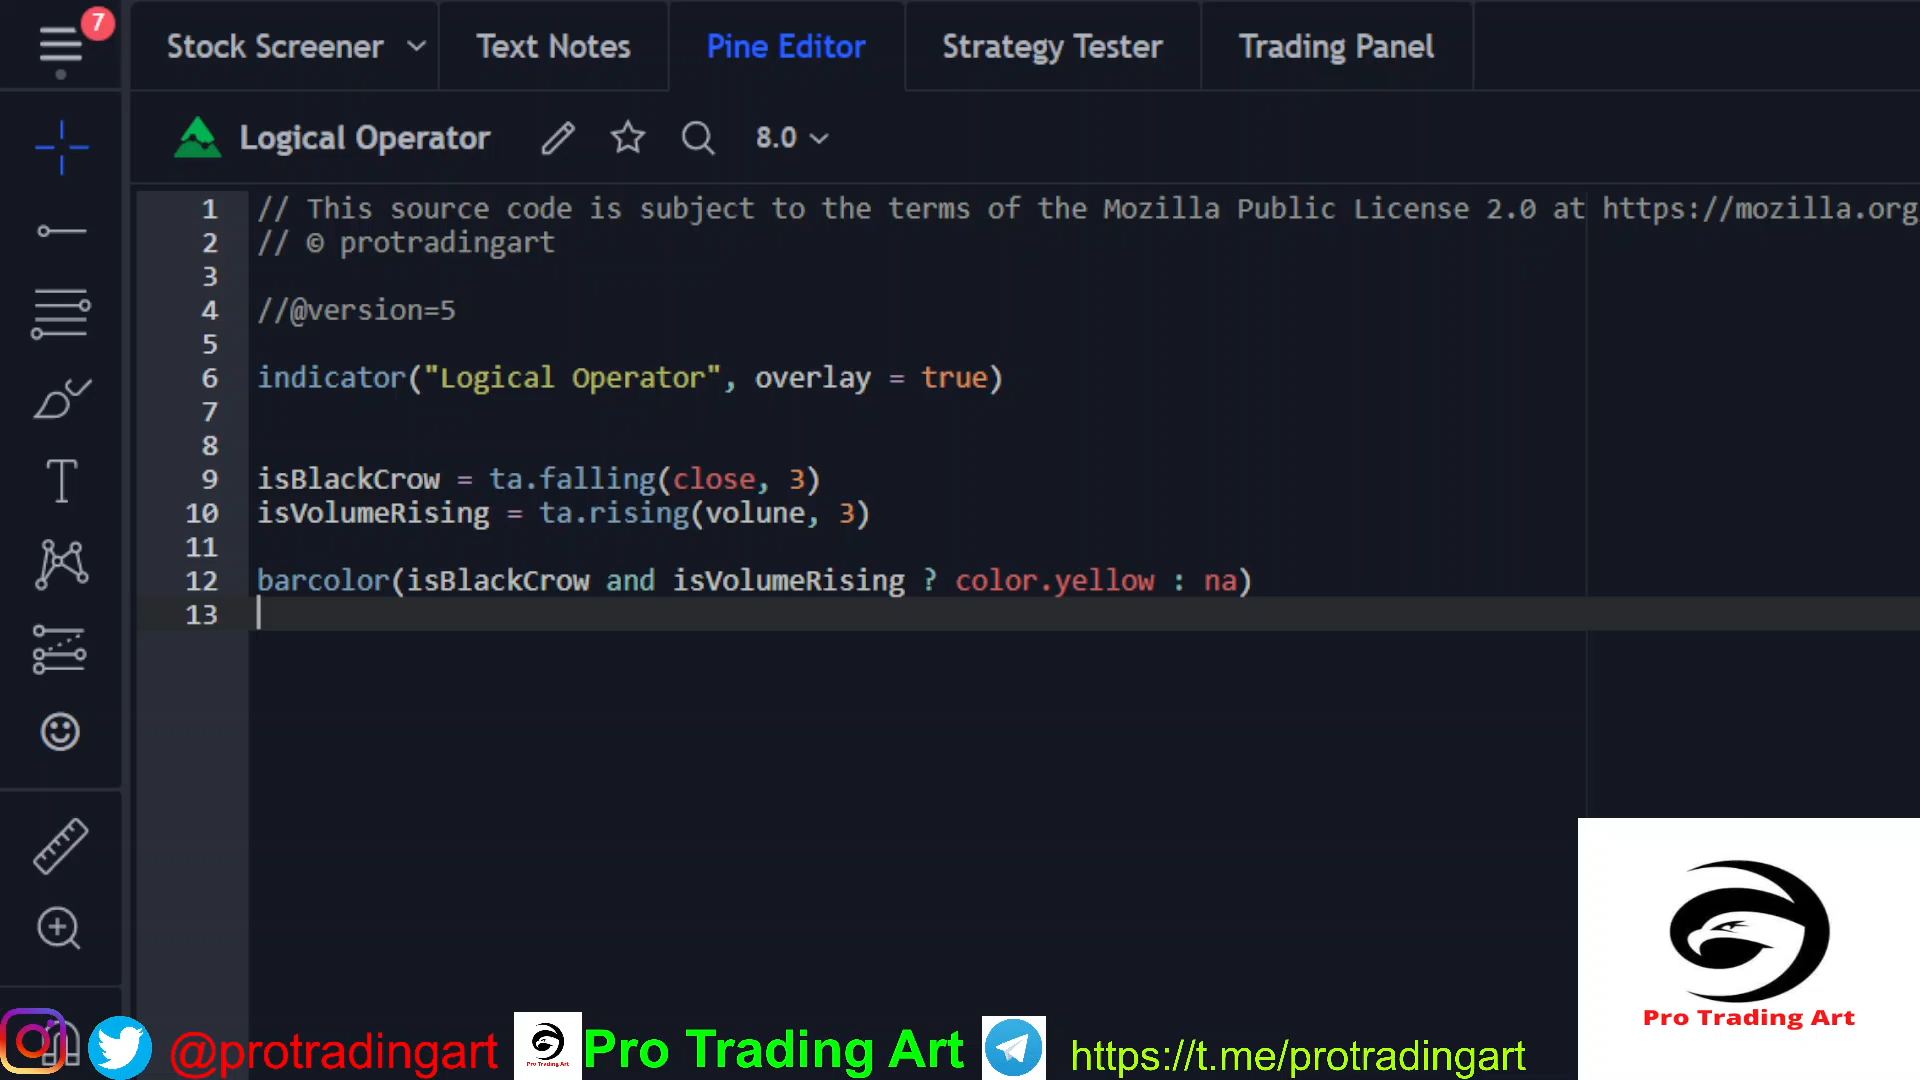 7
Stock Screener Text Notes Pine Editor Strategy Tester Trading Panel
Logical Operator 8.0
1 // This source code is subject to the terms of the Mozilla Public License 2.0 at https://mozilla.org
2 // © protradingart
3
4 //@version=5
5
6 indicator("Logical Operator", overlay = true)
7
8
9 isBlackCrow = ta.falling(close, 3)
10 isVolumeRising = ta.rising(volune, 3)
11
12 barcolor(isBlackCrow and isVolumeRising ? color.yellow : na)
13
Pro Trading Art
@protradingart Pro Trading Art Pro Trading Art https://t.me/protradingart